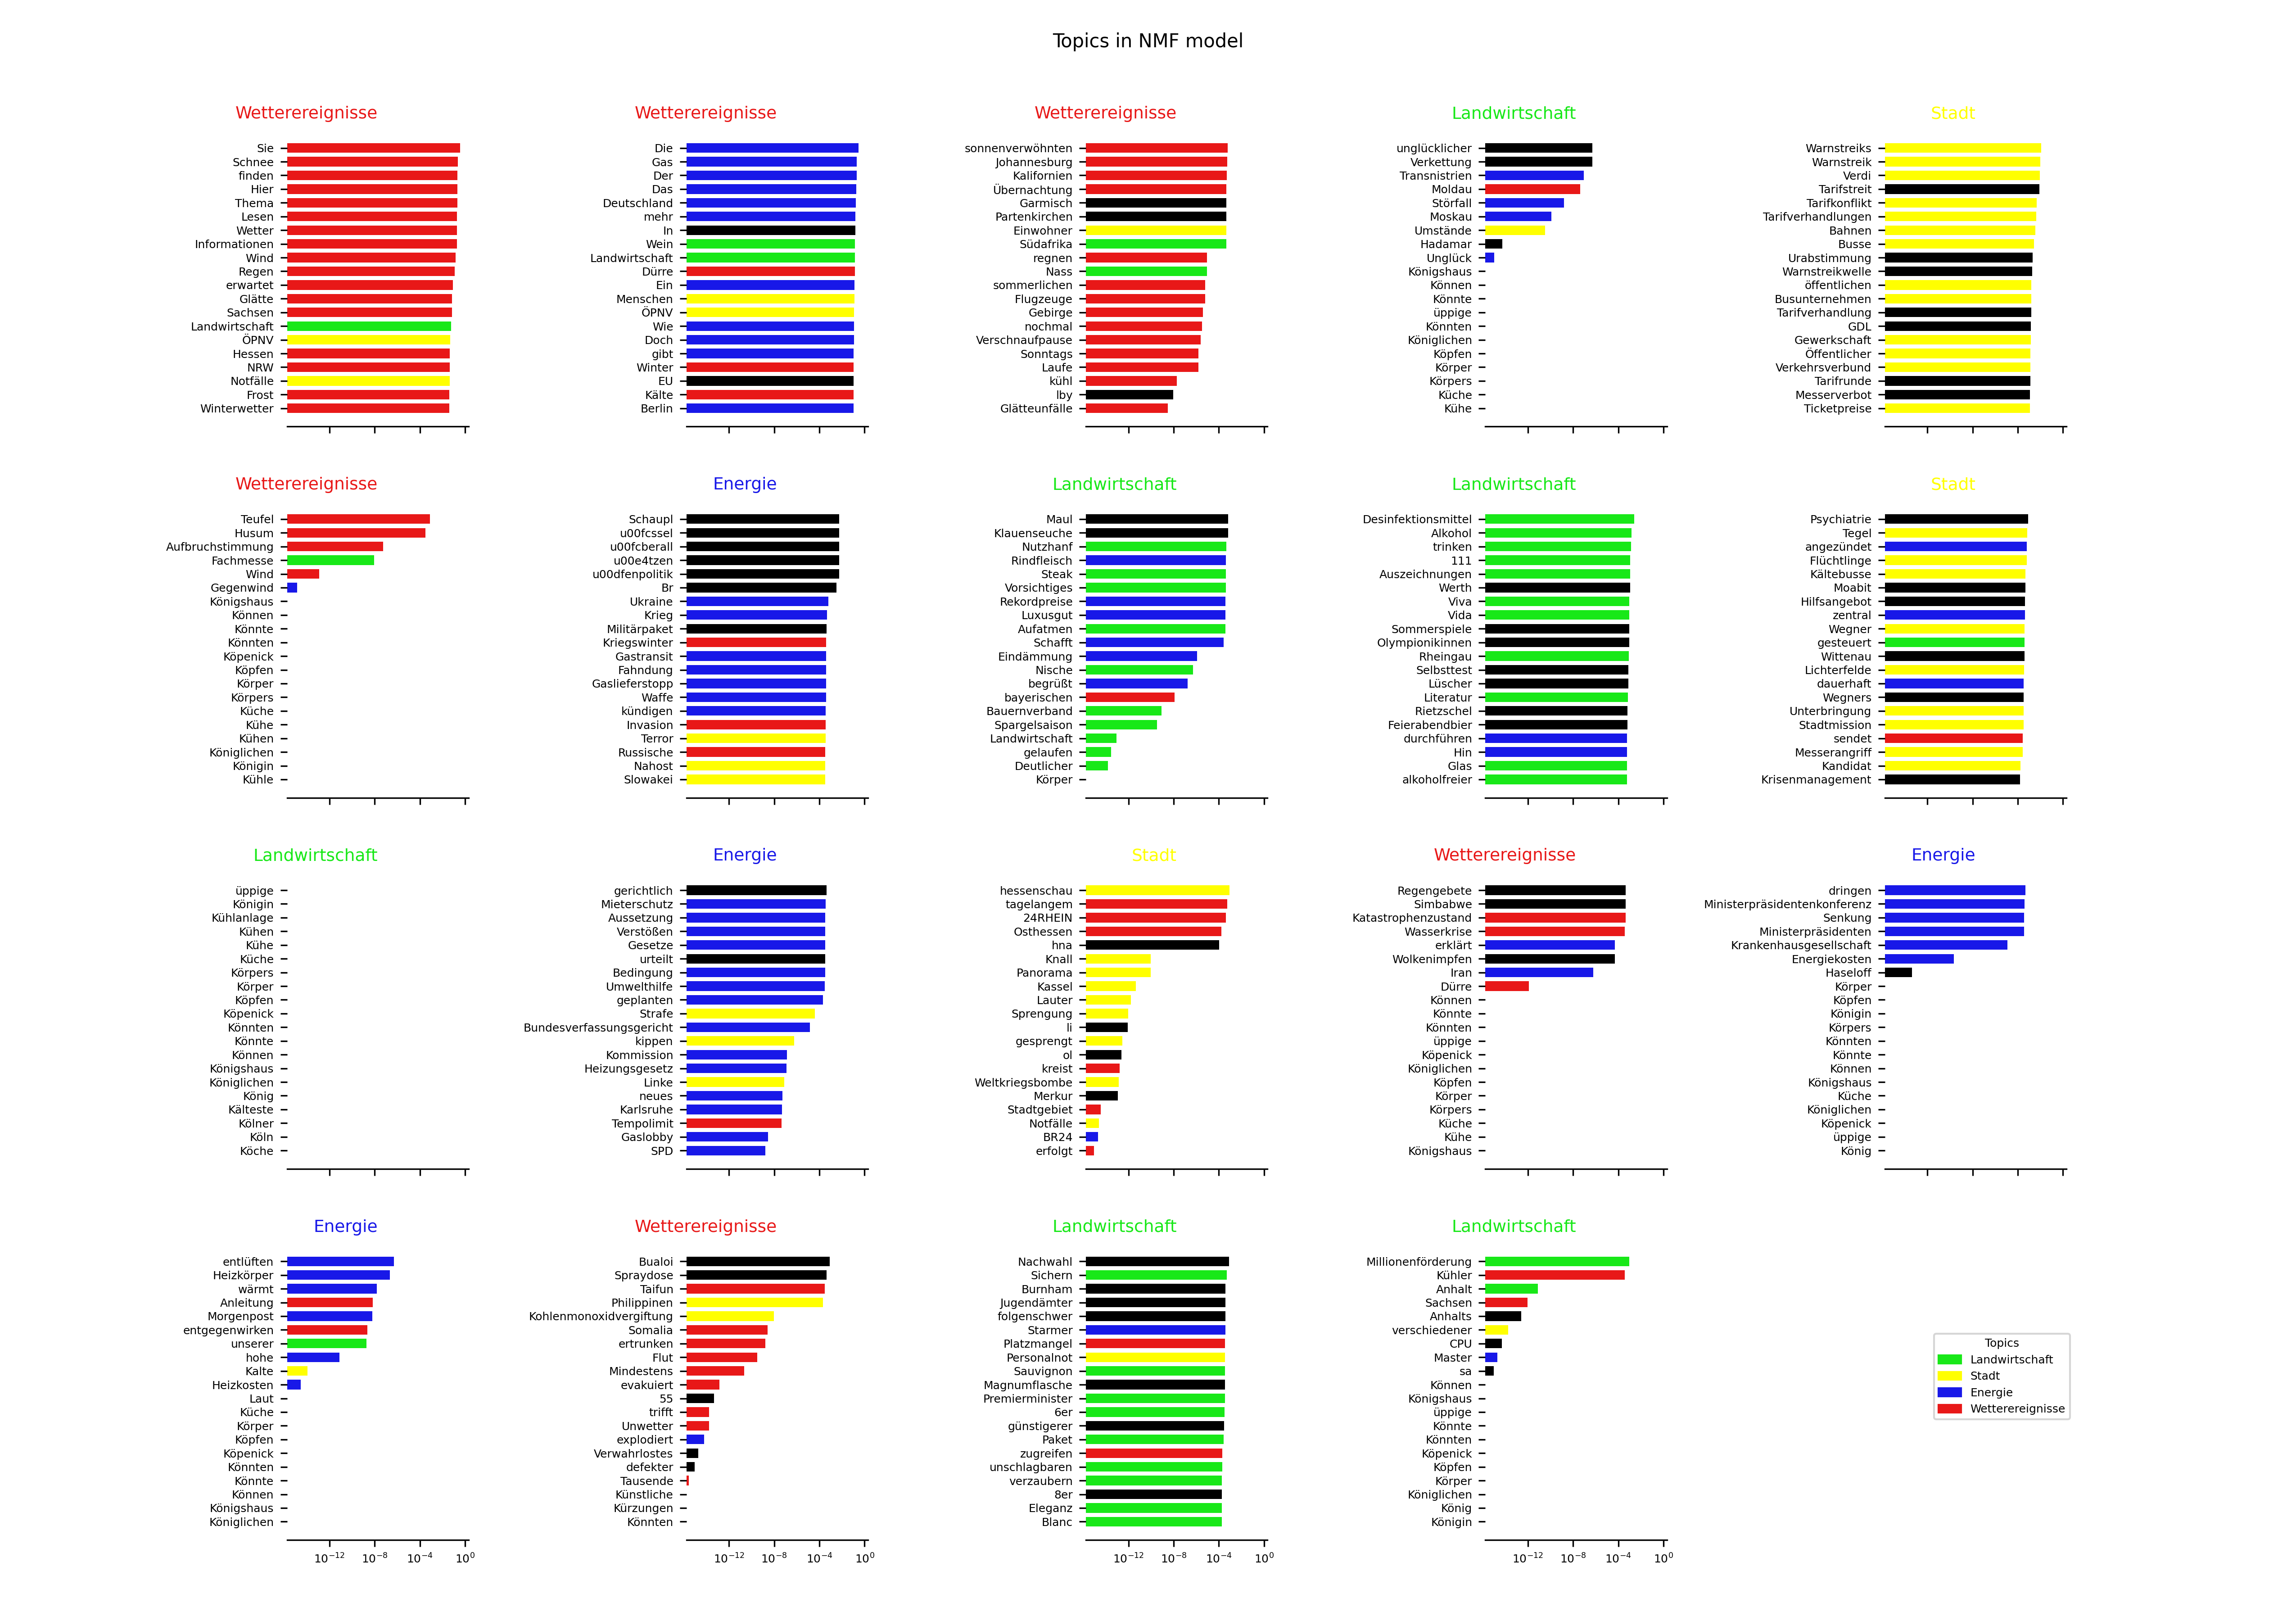 Topics in NMF model
Wetterereignisse
Sie
Schnee
finden
Hier
Thema
Lesen
Wetter
Informationen
Wind
Regen
erwartet
Glätte
Sachsen
Landwirtschaft
ÖPNV
Hessen
NRW
Notfälle
Frost
Winterwetter
Wetterereignisse
Die
Gas
Der
Das
Deutschland
mehr
In
Wein
Landwirtschaft
Dürre
Ein
Menschen
ÖPNV
Wie
Doch
gibt
Winter
EU
Kälte
Berlin
Wetterereignisse
sonnenverwöhnten
Johannesburg
Kalifornien
Übernachtung
Garmisch
Partenkirchen
Einwohner
Südafrika
regnen
Nass
sommerlichen
Flugzeuge
Gebirge
nochmal
Verschnaufpause
Sonntags
Laufe
kühl
lby
Glätteunfälle
Landwirtschaft
unglücklicher
Verkettung
Transnistrien
Moldau
Störfall
Moskau
Umstände
Hadamar
Unglück
Königshaus
Können
Könnte
üppige
Könnten
Königlichen
Köpfen
Körper
Körpers
Küche
Kühe
Stadt
Warnstreiks
Warnstreik
Verdi
Tarifstreit
Tarifkonflikt
Tarifverhandlungen
Bahnen
Busse
Urabstimmung
Warnstreikwelle
öffentlichen
Busunternehmen
Tarifverhandlung
GDL
Gewerkschaft
Öffentlicher
Verkehrsverbund
Tarifrunde
Messerverbot
Ticketpreise
Wetterereignisse
Teufel
Husum
Aufbruchstimmung
Fachmesse
Wind
Gegenwind
Königshaus
Können
Könnte
Könnten
Köpenick
Köpfen
Körper
Körpers
Küche
Kühe
Kühen
Königlichen
Königin
Kühle
Energie
Schaupl
u00fcssel
u00fcberall
u00e4tzen
u00dfenpolitik
Br
Ukraine
Krieg
Militärpaket
Kriegswinter
Gastransit
Fahndung
Gaslieferstopp
Waffe
kündigen
Invasion
Terror
Russische
Nahost
Slowakei
Landwirtschaft
Maul
Klauenseuche
Nutzhanf
Rindfleisch
Steak
Vorsichtiges
Rekordpreise
Luxusgut
Aufatmen
Schafft
Eindämmung
Nische
begrüßt
bayerischen
Bauernverband
Spargelsaison
Landwirtschaft
gelaufen
Deutlicher
Körper
Landwirtschaft
Desinfektionsmittel
Alkohol
trinken
111
Auszeichnungen
Werth
Viva
Vida
Sommerspiele
Olympionikinnen
Rheingau
Selbsttest
Lüscher
Literatur
Rietzschel
Feierabendbier
durchführen
Hin
Glas
alkoholfreier
Stadt
Psychiatrie
Tegel
angezündet
Flüchtlinge
Kältebusse
Moabit
Hilfsangebot
zentral
Wegner
gesteuert
Wittenau
Lichterfelde
dauerhaft
Wegners
Unterbringung
Stadtmission
sendet
Messerangriff
Kandidat
Krisenmanagement
Landwirtschaft
üppige
Königin
Kühlanlage
Kühen
Kühe
Küche
Körpers
Körper
Köpfen
Köpenick
Könnten
Könnte
Können
Königshaus
Königlichen
König
Kälteste
Kölner
Köln
Köche
Energie
gerichtlich
Mieterschutz
Aussetzung
Verstößen
Gesetze
urteilt
Bedingung
Umwelthilfe
geplanten
Strafe
Bundesverfassungsgericht
kippen
Kommission
Heizungsgesetz
Linke
neues
Karlsruhe
Tempolimit
Gaslobby
SPD
Stadt
hessenschau
tagelangem
24RHEIN
Osthessen
hna
Knall
Panorama
Kassel
Lauter
Sprengung
li
gesprengt
ol
kreist
Weltkriegsbombe
Merkur
Stadtgebiet
Notfälle
BR24
erfolgt
Wetterereignisse
Regengebete
Simbabwe
Katastrophenzustand
Wasserkrise
erklärt
Wolkenimpfen
Iran
Dürre
Können
Könnte
Könnten
üppige
Köpenick
Königlichen
Köpfen
Körper
Körpers
Küche
Kühe
Königshaus
Energie
dringen
Ministerpräsidentenkonferenz
Senkung
Ministerpräsidenten
Krankenhausgesellschaft
Energiekosten
Haseloff
Körper
Köpfen
Königin
Körpers
Könnten
Könnte
Können
Königshaus
Küche
Königlichen
Köpenick
üppige
König
Energie
entlüften
Heizkörper
wärmt
Anleitung
Morgenpost
entgegenwirken
unserer
hohe
Kalte
Heizkosten
Laut
Küche
Körper
Köpfen
Köpenick
Könnten
Könnte
Können
Königshaus
Königlichen
10⁻¹² 10⁻⁸ 10⁻⁴ 10⁰
Wetterereignisse
Bualoi
Spraydose
Taifun
Philippinen
Kohlenmonoxidvergiftung
Somalia
ertrunken
Flut
Mindestens
evakuiert
55
trifft
Unwetter
explodiert
Verwahrlostes
defekter
Tausende
Künstliche
Kürzungen
Könnten
10⁻¹² 10⁻⁸ 10⁻⁴ 10⁰
Landwirtschaft
Nachwahl
Sichern
Burnham
Jugendämter
folgenschwer
Starmer
Platzmangel
Personalnot
Sauvignon
Magnumflasche
Premierminister
6er
günstigerer
Paket
zugreifen
unschlagbaren
verzaubern
8er
Eleganz
Blanc
10⁻¹² 10⁻⁸ 10⁻⁴ 10⁰
Landwirtschaft
Millionenförderung
Kühler
Anhalt
Sachsen
Anhalts
verschiedener
CPU
Master
sa
Können
Königshaus
üppige
Könnte
Könnten
Köpenick
Köpfen
Körper
Königlichen
König
Königin
10⁻¹² 10⁻⁸ 10⁻⁴ 10⁰
Topics
Landwirtschaft
Stadt
Energie
Wetterereignisse